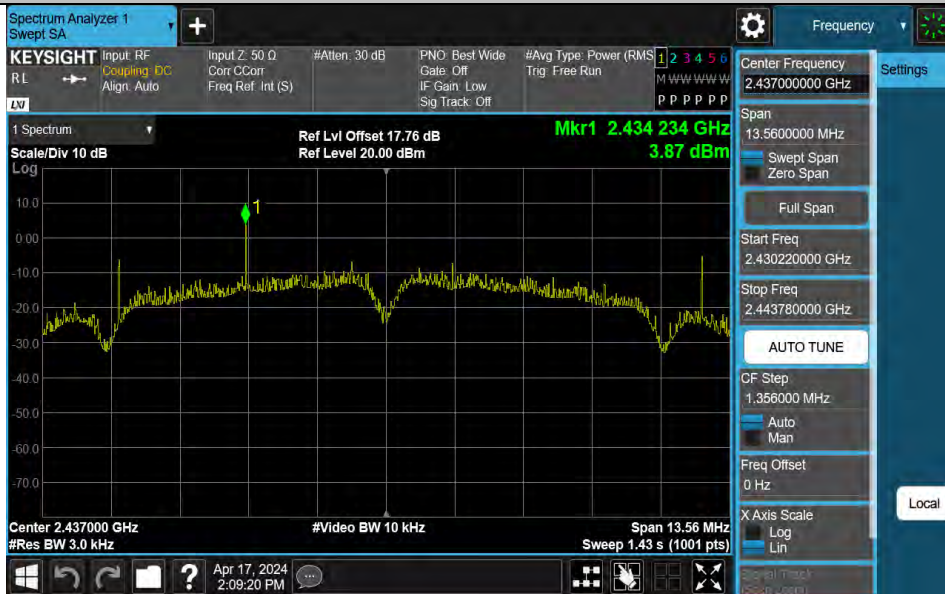 Spectrum Analyzer 1
Swept SA
+
Frequency
KEYSIGHT
RL
LXI
Input: RF
Coupling: DC
Align: Auto
Input Z: 50 Ω
Corr CCorr
Freq Ref: Int (S)
#Atten: 30 dB
PNO: Best Wide
Gate: Off
IF Gain: Low
Sig Track: Off
#Avg Type: Power (RMS
Trig: Free Run
1 2 3 4 5 6
M W W W W W
P P P P P P
1 Spectrum
Scale/Div 10 dB
Log
Ref Lvl Offset 17.76 dB
Ref Level 20.00 dBm
Mkr1 2.434 234 GHz
3.87 dBm
1
10.0
0.00
-10.0
-20.0
-30.0
-40.0
-50.0
-60.0
-70.0
Center 2.437000 GHz
#Res BW 3.0 kHz
#Video BW 10 kHz
Span 13.56 MHz
Sweep 1.43 s (1001 pts)
Apr 17, 2024
2:09:20 PM
?
Center Frequency
2.437000000 GHz
Span
13.5600000 MHz
Swept Span
Zero Span
Full Span
Start Freq
2.430220000 GHz
Stop Freq
2.443780000 GHz
AUTO TUNE
CF Step
1.356000 MHz
Auto
Man
Freq Offset
0 Hz
X Axis Scale
Log
Lin
Signal Track
(Span Zoom)
Settings
Local